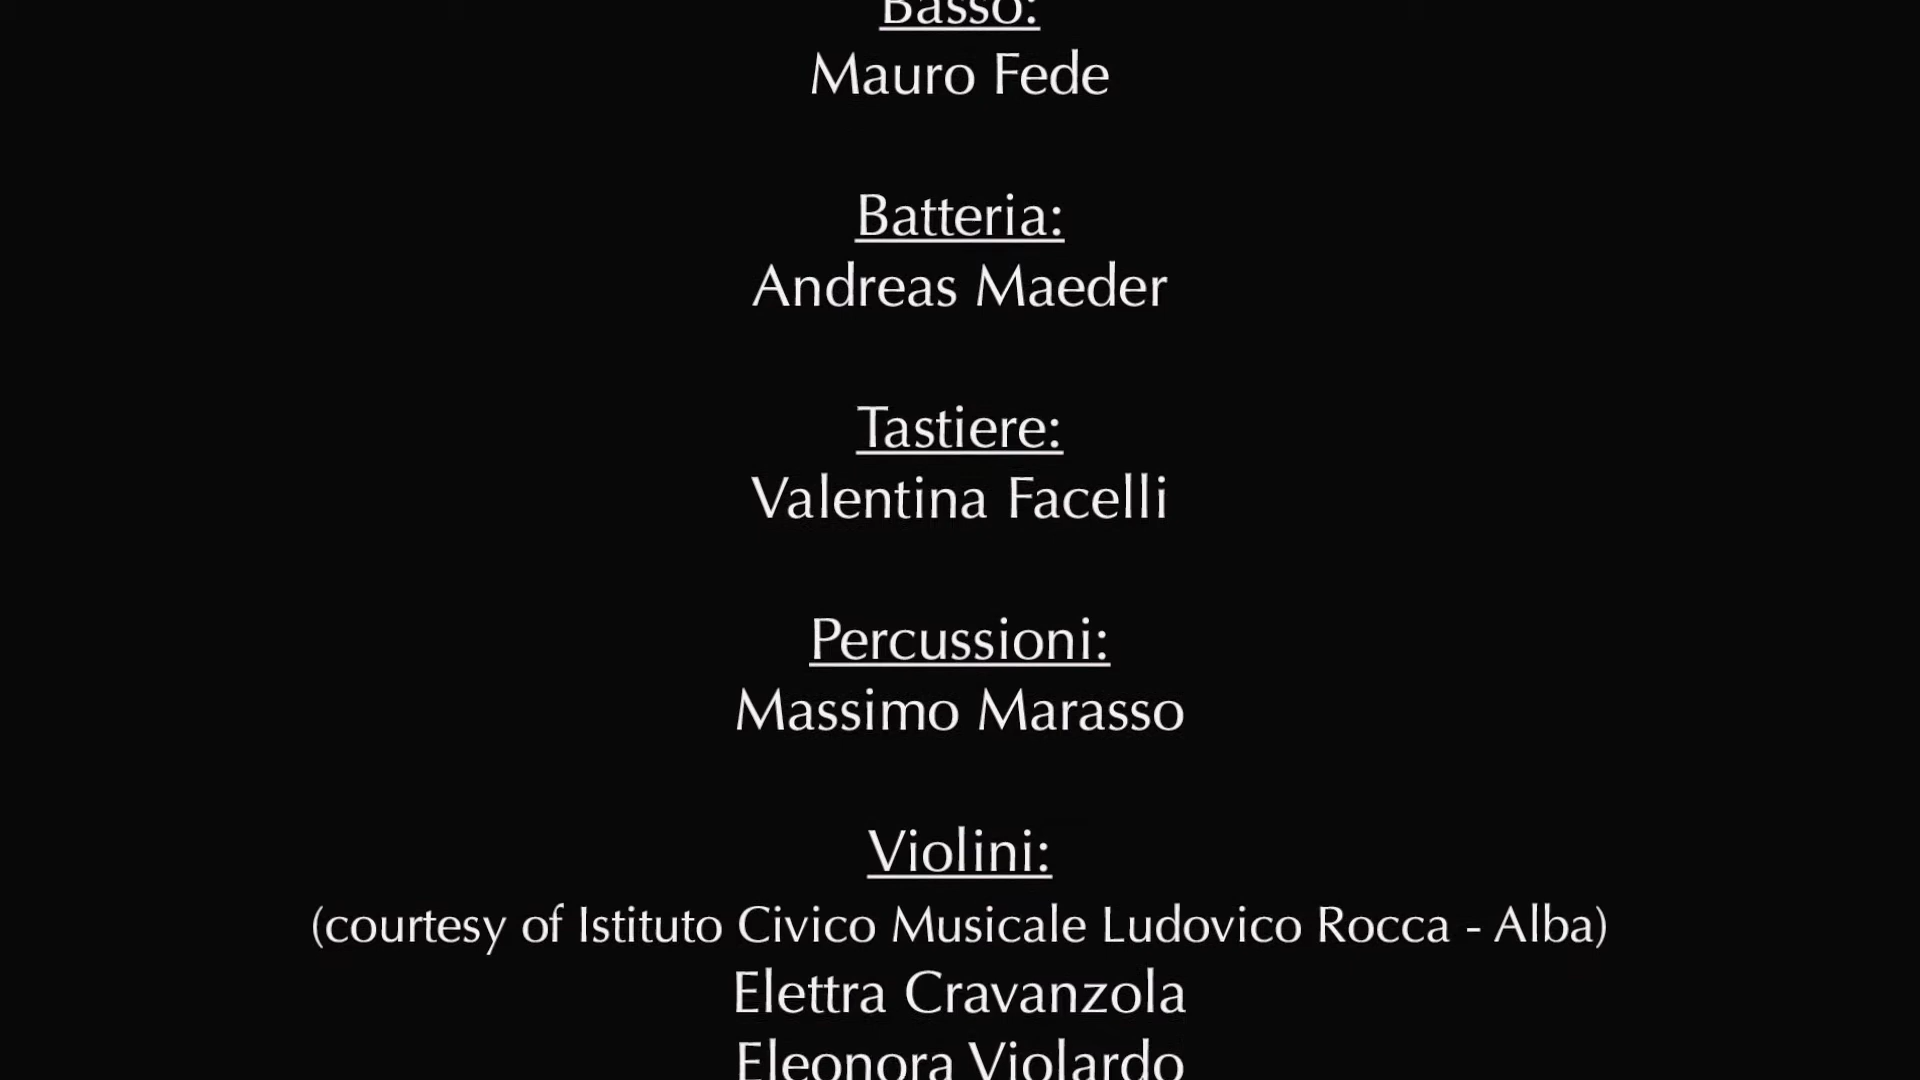 Basso:
Mauro Fede
Batteria:
Andreas Maeder
Tastiere:
Valentina Facelli
Percussioni:
Massimo Marasso
Violini:
(courtesy of Istituto Civico Musicale Ludovico Rocca - Alba)
Elettra Cravanzola
Eleonora Violardo